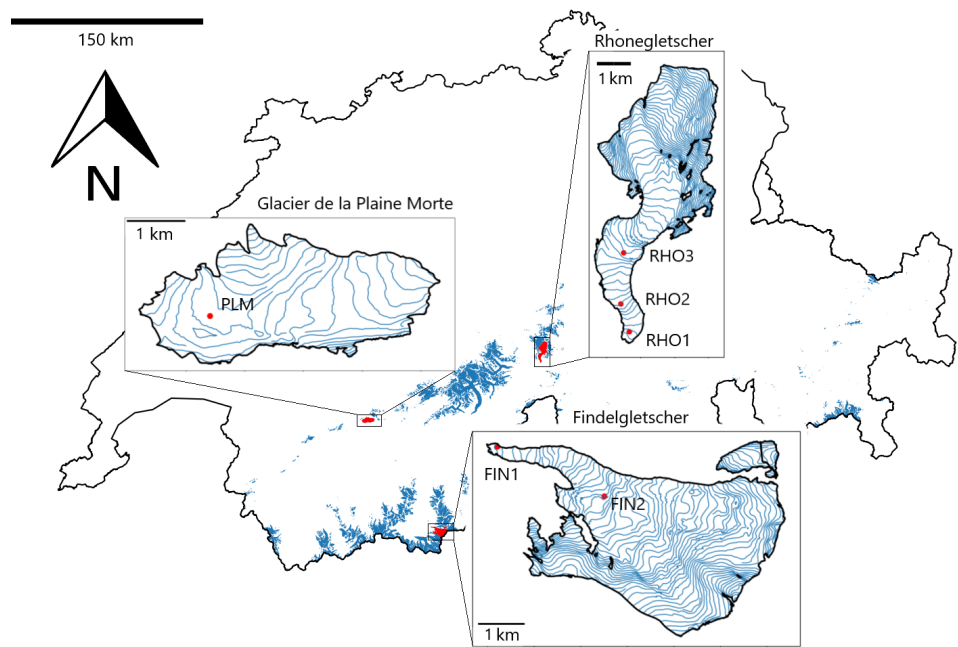 150 km
N
Rhonegletscher
1 km
RHO3
RHO2
RHO1
Glacier de la Plaine Morte
1 km
PLM
Findelgletscher
FIN1
FIN2
1 km